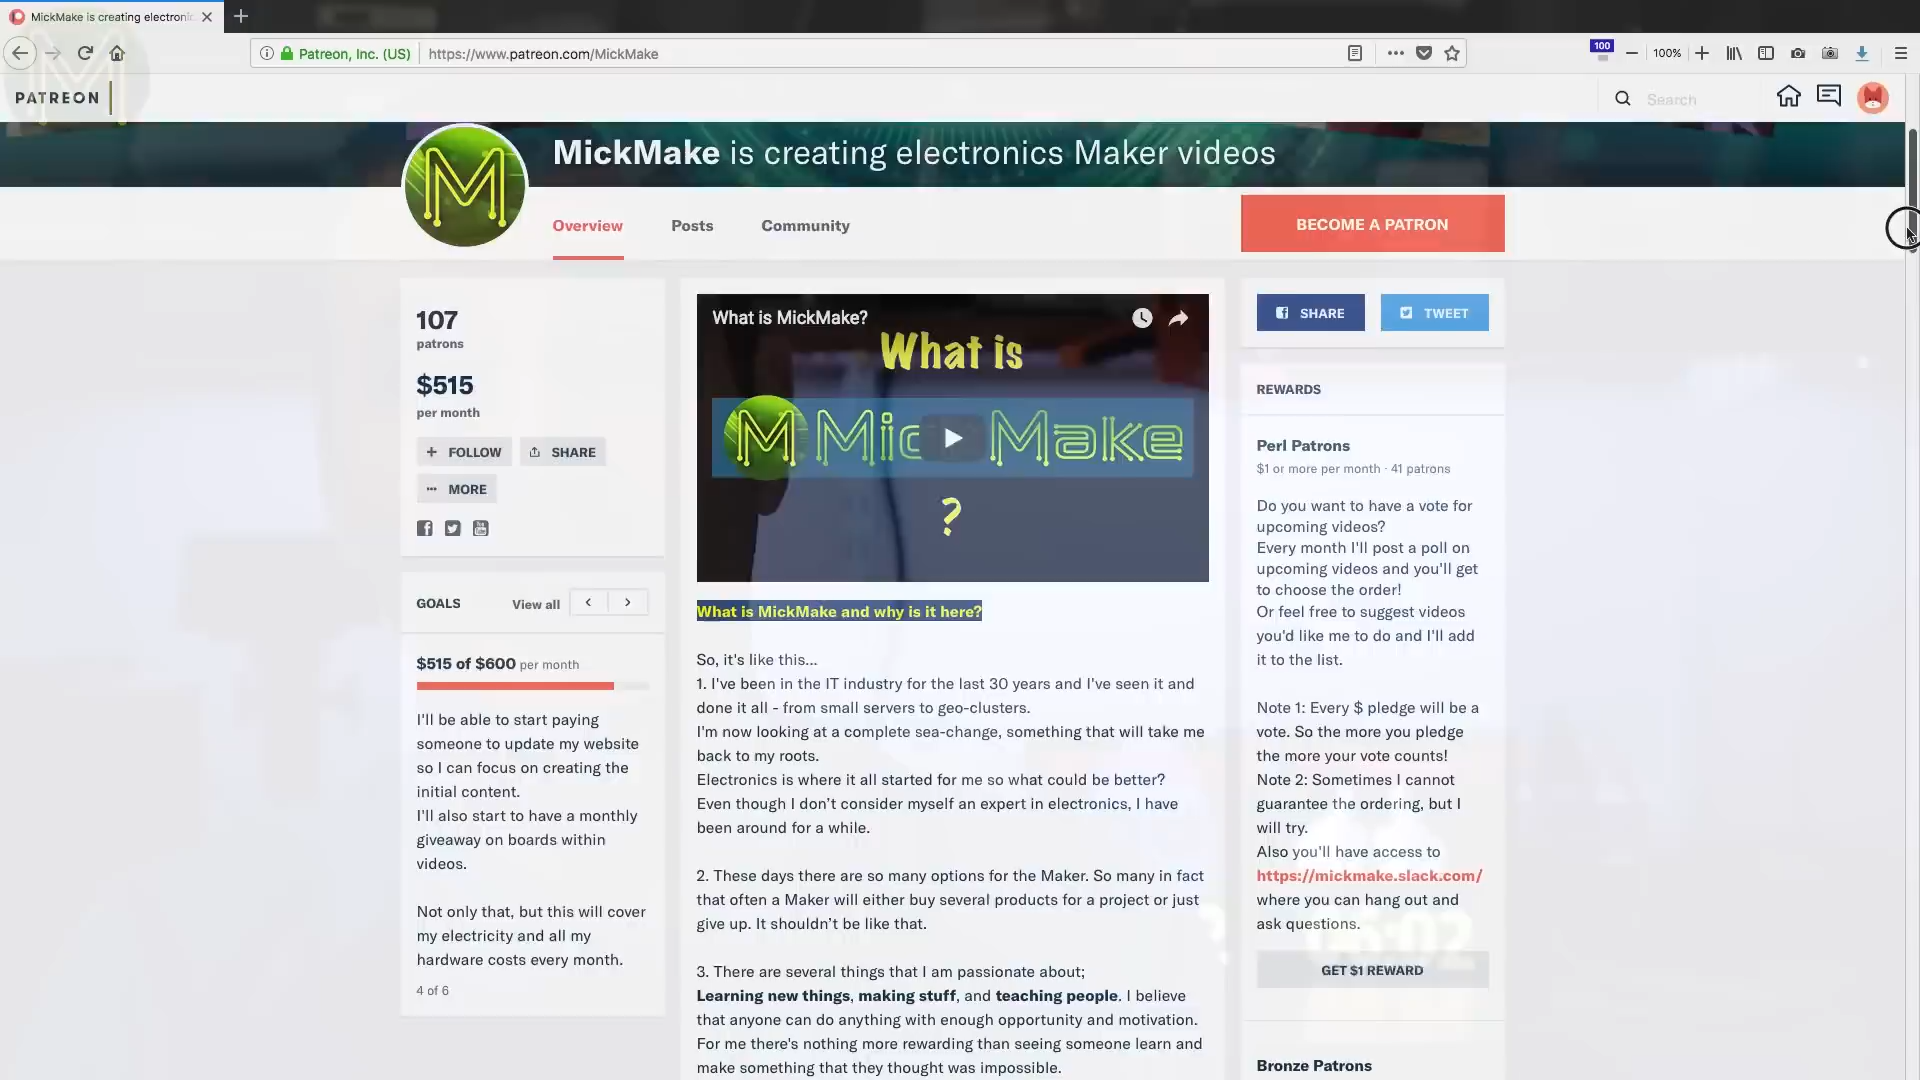 MickMake is creating electronic
Patreon, Inc. (US)
https://www.patreon.com/MickMake
100
100%
PATREON
Search
MickMake is creating electronics Maker videos
Overview
Posts
Community
BECOME A PATRON
107
patrons
$515
per month
FOLLOW
SHARE
MORE
GOALS
View all
$515 of $600 per month
I'll be able to start paying
someone to update my website
so I can focus on creating the
initial content.
I'll also start to have a monthly
giveaway on boards within
videos.
Not only that, but this will cover
my electricity and all my
hardware costs every month.
4 of 6
What is MickMake?
What is
M Mic Make
?
What is MickMake and why is it here?
So, it's like this...
1. I've been in the IT industry for the last 30 years and I've seen it and
done it all - from small servers to geo-clusters.
I'm now looking at a complete sea-change, something that will take me
back to my roots.
Electronics is where it all started for me so what could be better?
Even though I don’t consider myself an expert in electronics, I have
been around for a while.
2. These days there are so many options for the Maker. So many in fact
that often a Maker will either buy several products for a project or just
give up. It shouldn’t be like that.
3. There are several things that I am passionate about;
Learning new things, making stuff, and teaching people. I believe
that anyone can do anything with enough opportunity and motivation.
For me there's nothing more rewarding than seeing someone learn and
make something that they thought was impossible.
SHARE
TWEET
REWARDS
Perl Patrons
$1 or more per month · 41 patrons
Do you want to have a vote for
upcoming videos?
Every month I'll post a poll on
upcoming videos and you'll get
to choose the order!
Or feel free to suggest videos
you'd like me to do and I'll add
it to the list.
Note 1: Every $ pledge will be a
vote. So the more you pledge
the more your vote counts!
Note 2: Sometimes I cannot
guarantee the ordering, but I
will try.
Also you'll have access to
https://mickmake.slack.com/
where you can hang out and
ask questions.
GET $1 REWARD
Bronze Patrons